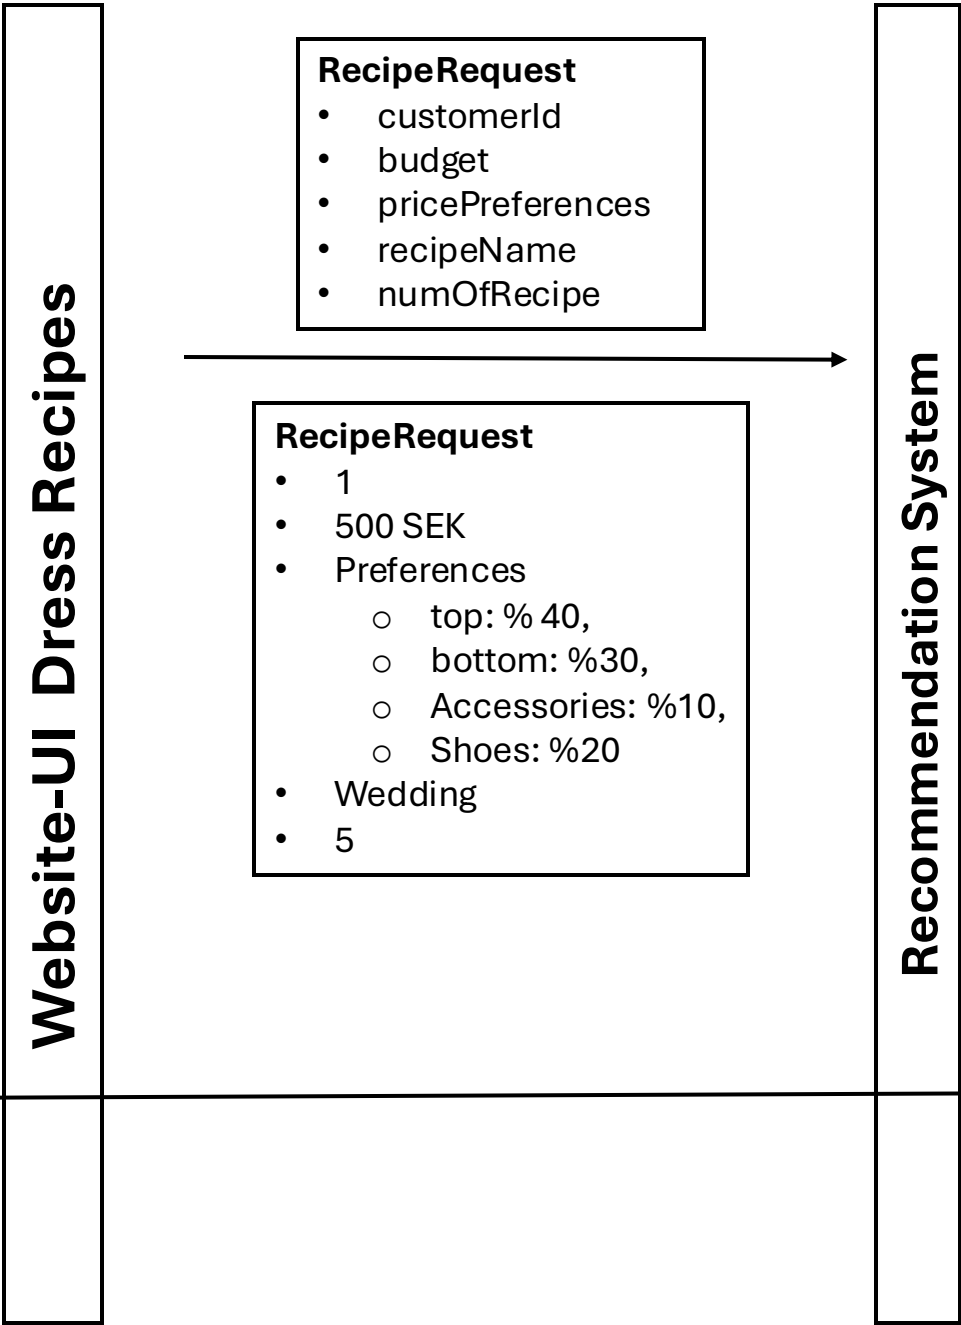 Website-UI Dress Recipes
RecipeRequest
• customerId
• budget
• pricePreferences
• recipeName
• numOfRecipe
RecipeRequest
• 1
• 500 SEK
• Preferences
o top: % 40,
o bottom: %30,
o Accessories: %10,
o Shoes: %20
• Wedding
• 5
Recommendation System